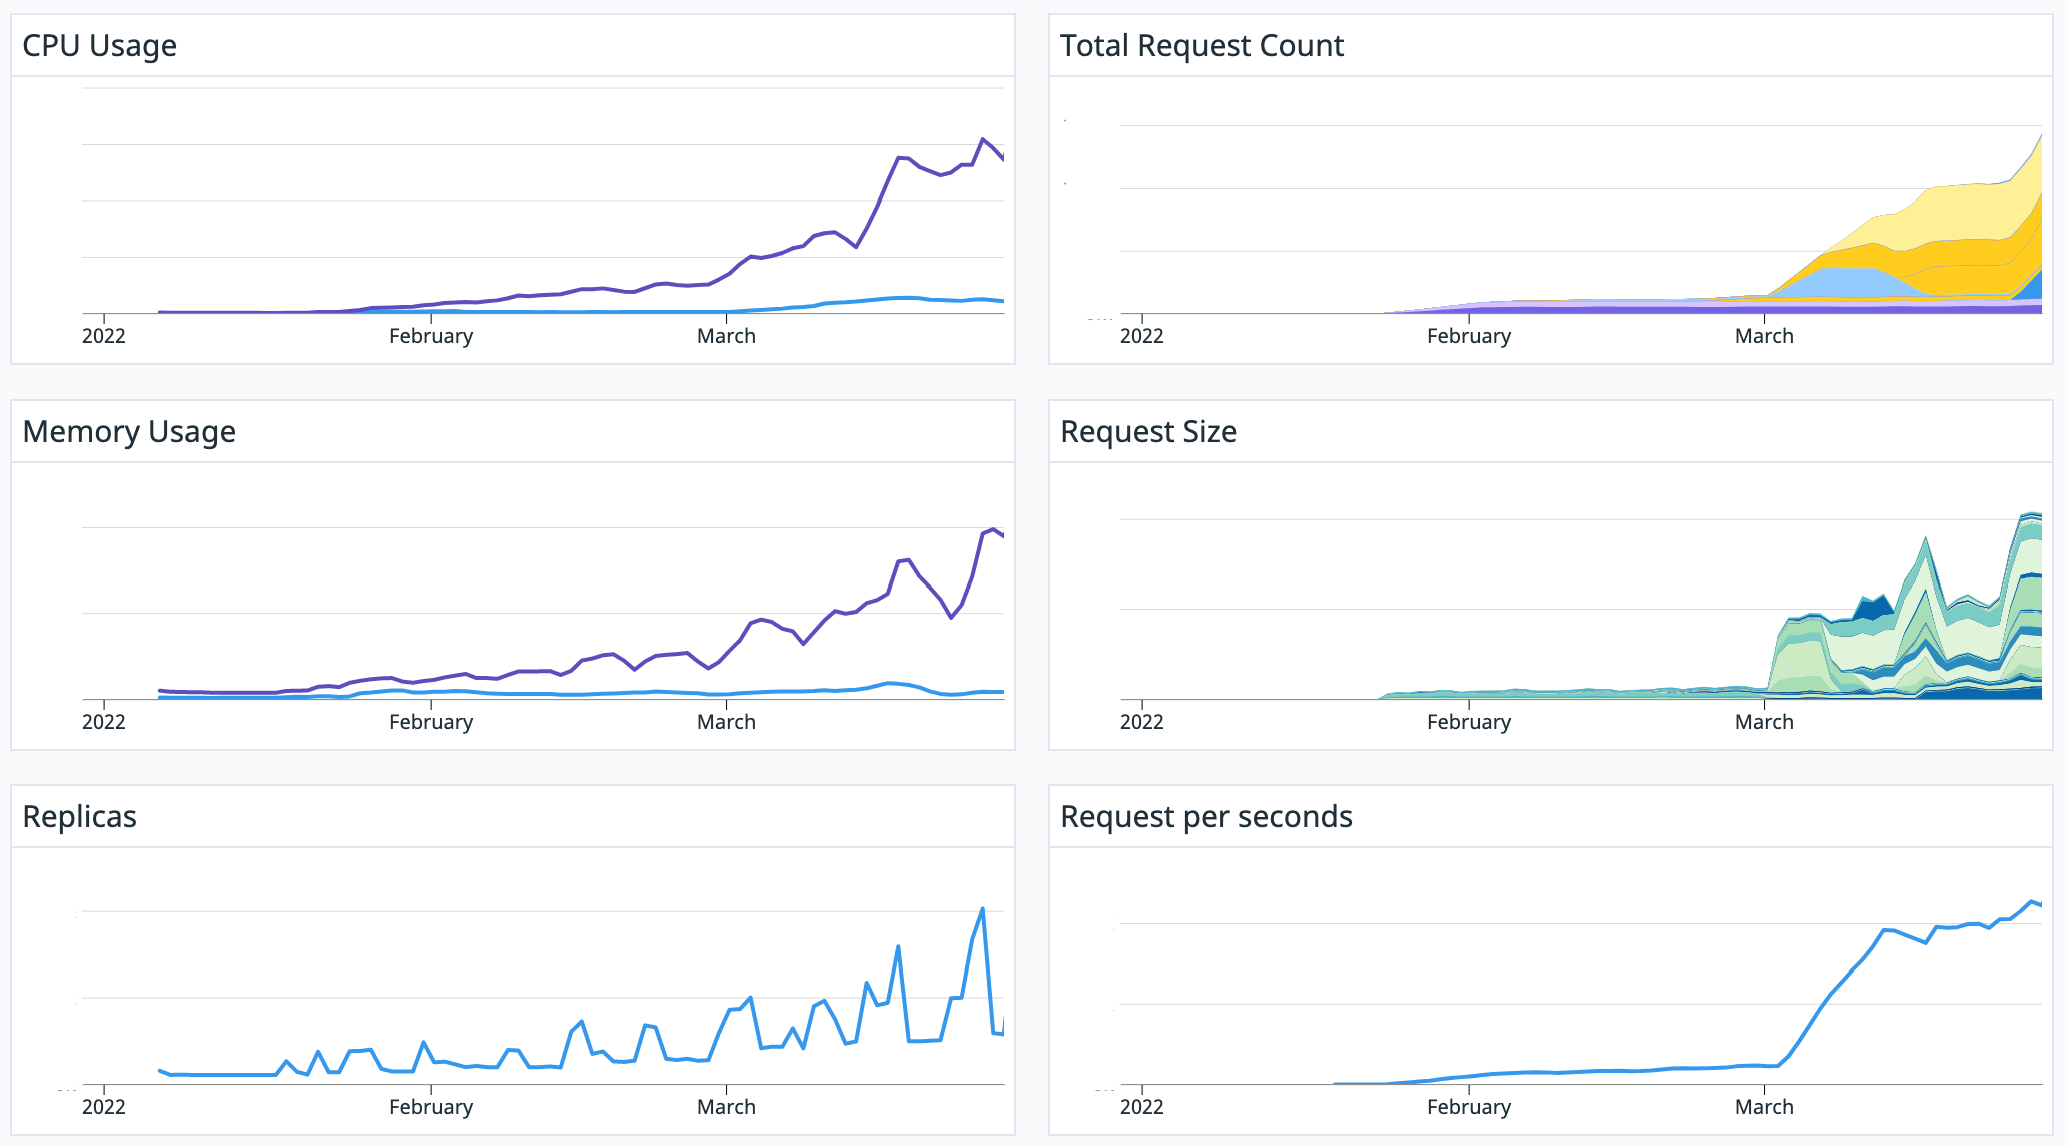 CPU Usage
2022 February March
Total Request Count
2022 February March
Memory Usage
2022 February March
Request Size
2022 February March
Replicas
2022 February March
Request per seconds
2022 February March